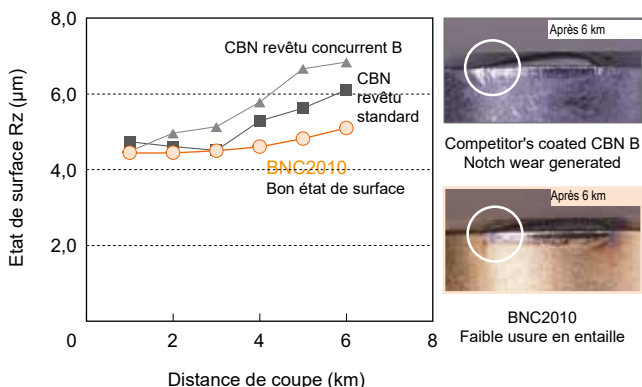 Etat de surface Rz (µm)
8,0
6,0
4,0
2,0
0
0
2
4
6
8
Distance de coupe (km)
CBN revêtu concurrent B
CBN
revêtu
standard
BNC2010
Bon état de surface
Après 6 km
Competitor's coated CBN B
Notch wear generated
Après 6 km
BNC2010
Faible usure en entaille